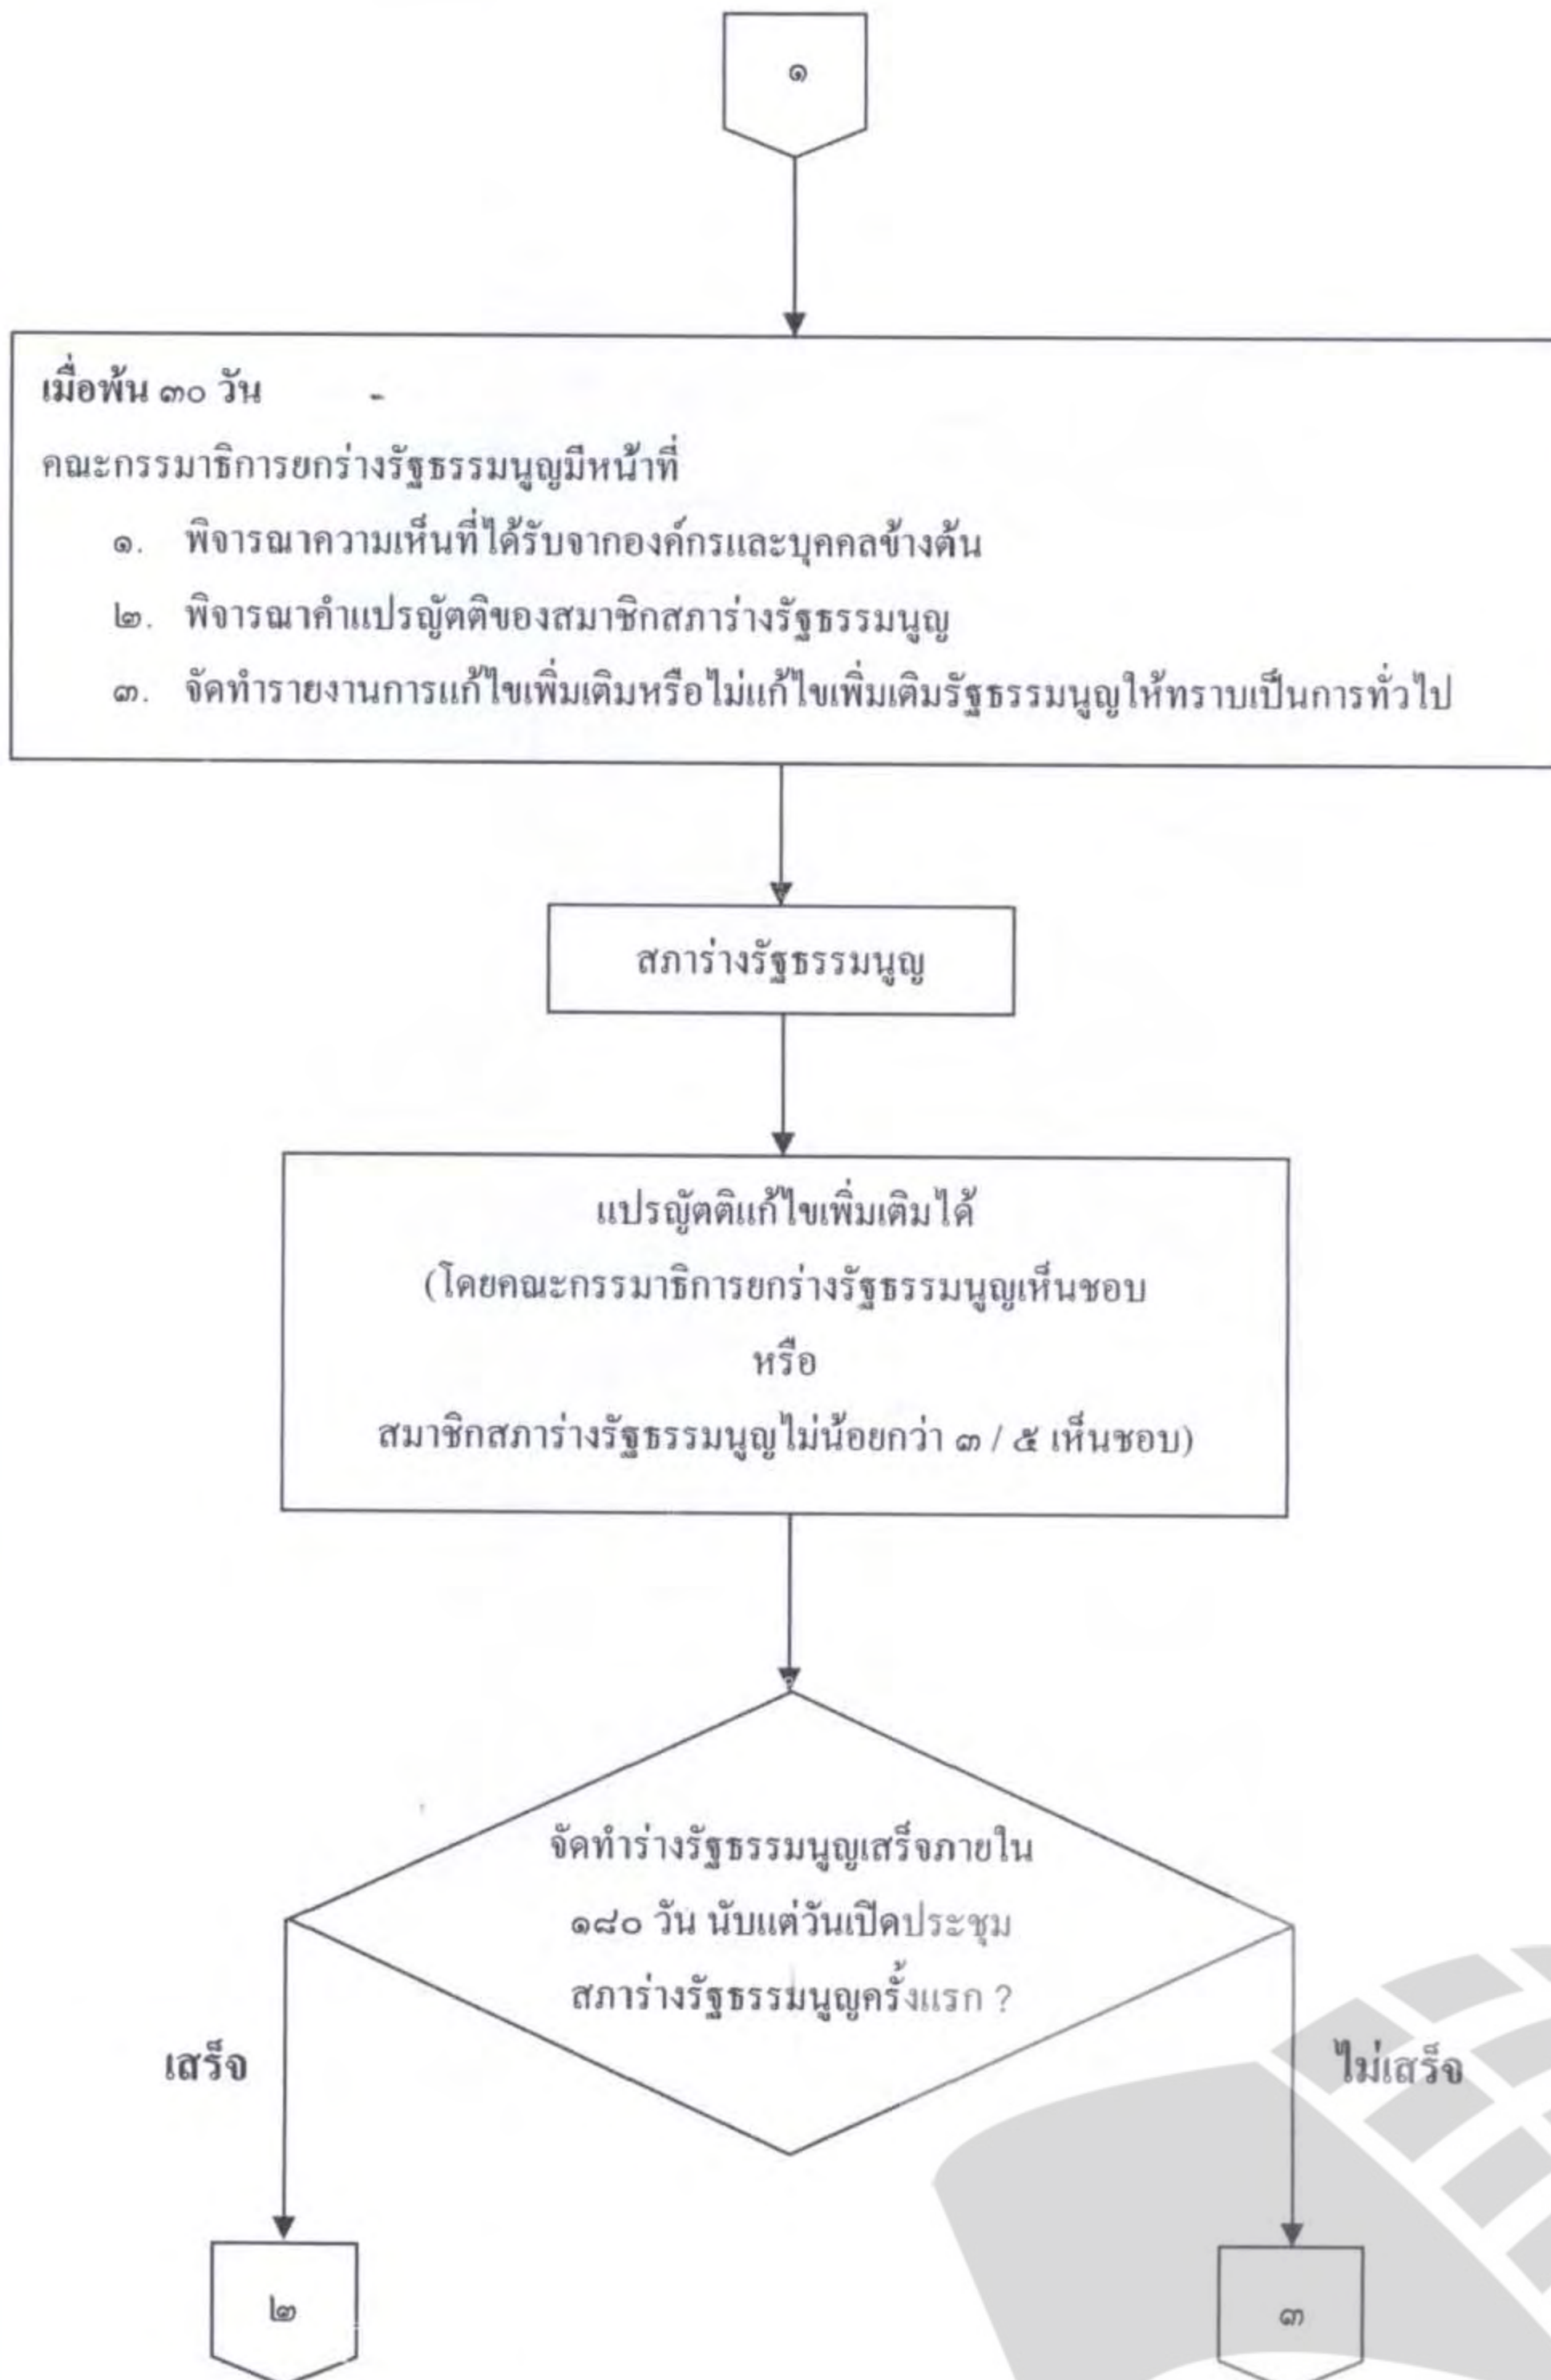 ๑
เมื่อพ้น ๓๐ วัน
คณะกรรมาธิการยกร่างรัฐธรรมนูญมีหน้าที่
๑. พิจารณาความเห็นที่ได้รับจากองค์กรและบุคคลข้างต้น
๒. พิจารณาคำแปรญัตติของสมาชิกสภาร่างรัฐธรรมนูญ
๓. จัดทำรายงานการแก้ไขเพิ่มเติมหรือไม่แก้ไขเพิ่มเติมรัฐธรรมนูญให้ทราบเป็นการทั่วไป
สภาร่างรัฐธรรมนูญ
แปรญัตติแก้ไขเพิ่มเติมได้
(โดยคณะกรรมาธิการยกร่างรัฐธรรมนูญเห็นชอบ
หรือ
สมาชิกสภาร่างรัฐธรรมนูญไม่น้อยกว่า ๓ / ๕ เห็นชอบ)
จัดทำร่างรัฐธรรมนูญเสร็จภายใน
๑๘๐ วัน นับแต่วันเปิดประชุม
สภาร่างรัฐธรรมนูญครั้งแรก ?
เสร็จ
ไม่เสร็จ
๒
๓